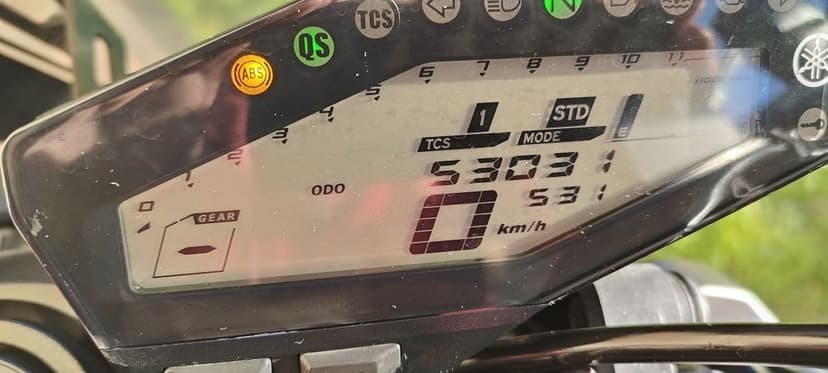 ABS QS TCS N
0 1 2 3 4 5 6 7 8 9 10 11
1 STD
TCS MODE E
ODO 53031
531
GEAR
0 km/h